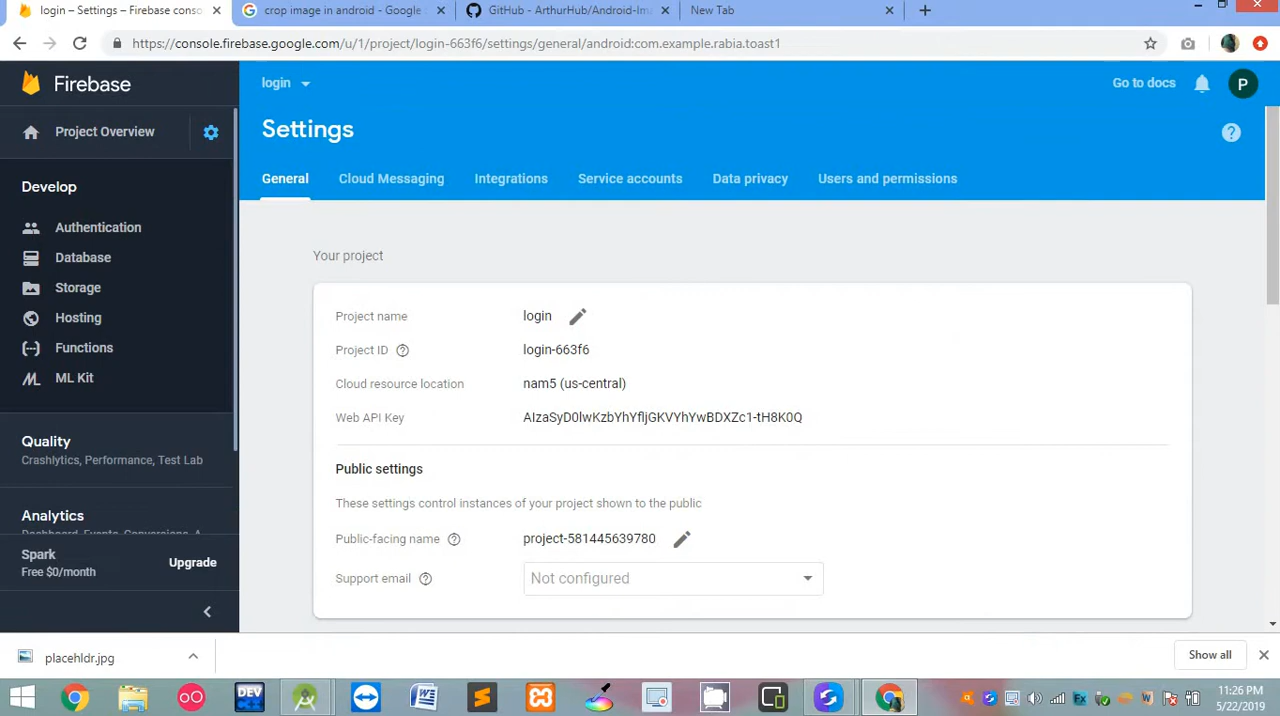 login – Settings – Firebase conso
crop image in android - Google
GitHub - ArthurHub/Android-Im
New Tab
https://console.firebase.google.com/u/1/project/login-663f6/settings/general/android:com.example.rabia.toast1
Firebase
login
Go to docs
P
Project Overview
Settings
General
Cloud Messaging
Integrations
Service accounts
Data privacy
Users and permissions
Develop
Authentication
Database
Storage
Hosting
Functions
ML Kit
Quality
Crashlytics, Performance, Test Lab
Analytics
Dashboard, Events, Conversions, A
Spark
Free $0/month
Upgrade
Your project
Project name
login
Project ID
login-663f6
Cloud resource location
nam5 (us-central)
Web API Key
AIzaSyD0lwKzbYhYfljGKVYhYwBDXZc1-tH8K0Q
Public settings
These settings control instances of your project shown to the public
Public-facing name
project-581445639780
Support email
Not configured
placehldr.jpg
Show all
DEV
11:26 PM
5/22/2019